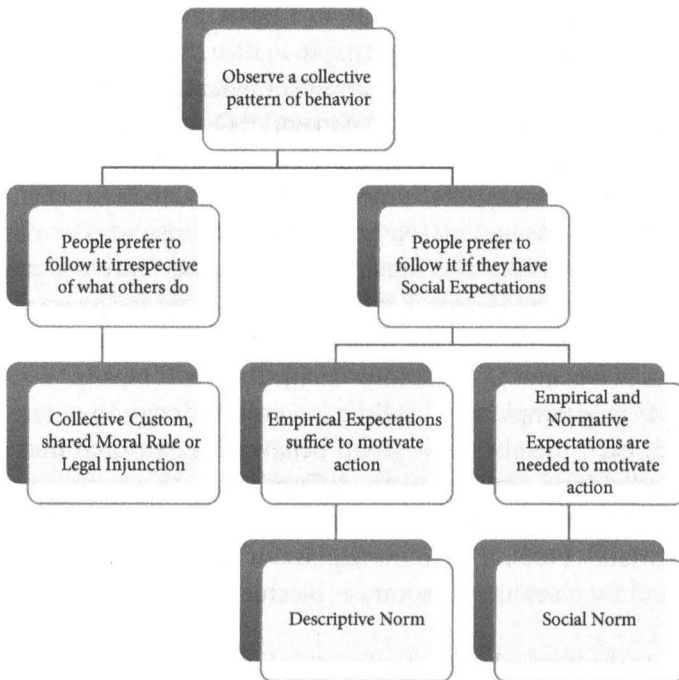 Observe a collective
pattern of behavior
People prefer to
follow it irrespective
of what others do
People prefer to
follow it if they have
Social Expectations
Collective Custom,
shared Moral Rule or
Legal Injunction
Empirical Expectations
suffice to motivate
action
Empirical and
Normative
Expectations are
needed to motivate
action
Descriptive Norm
Social Norm